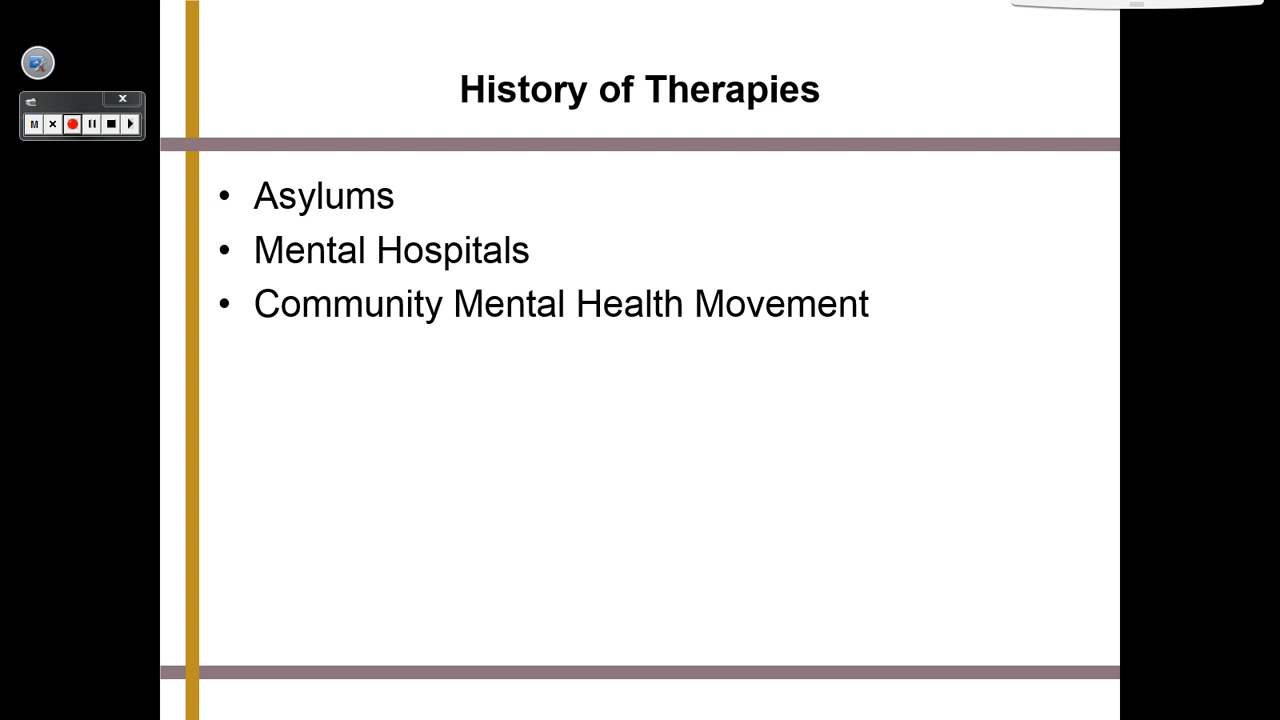 History of Therapies
M
• Asylums
• Mental Hospitals
• Community Mental Health Movement